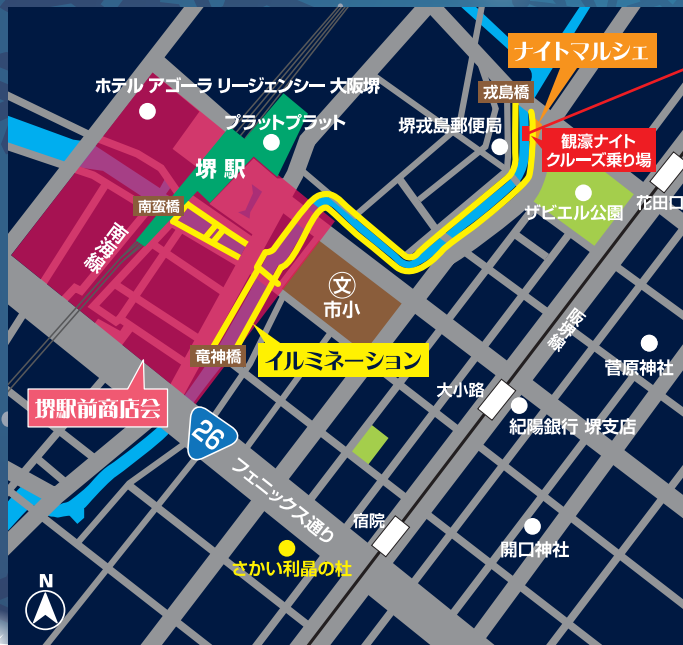 ナイトマルシェ
ホテル アゴーラ リージェンシー 大阪堺
戎島橋
プラットプラット
堺戎島郵便局
観濠ナイト
クルーズ乗り場
堺 駅
花田口
南蛮橋
ザビエル公園
南海線
文
市小
阪堺線
竜神橋
イルミネーション
菅原神社
大小路
堺駅前商店会
紀陽銀行 堺支店
26
フェニックス通り
宿院
開口神社
さかい利晶の杜
N